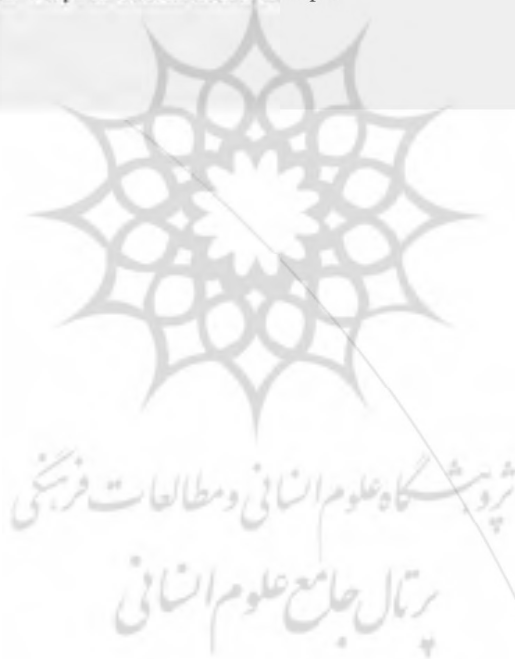 پژوهشگاه علوم انسانی و مطالعات فرهنگی
پرتال جامع علوم انسانی